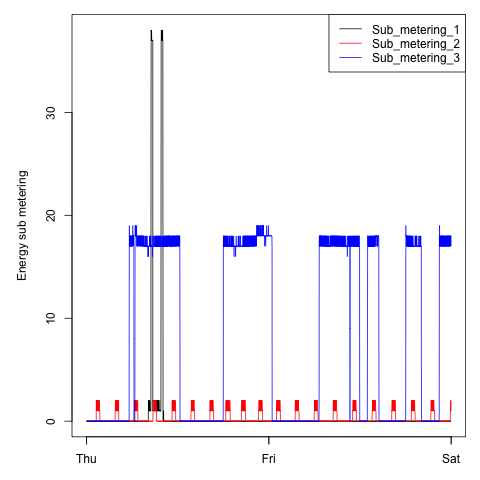 Sub_metering_1
Sub_metering_2
Sub_metering_3
Energy sub metering
30
20
10
0
Thu Fri Sat